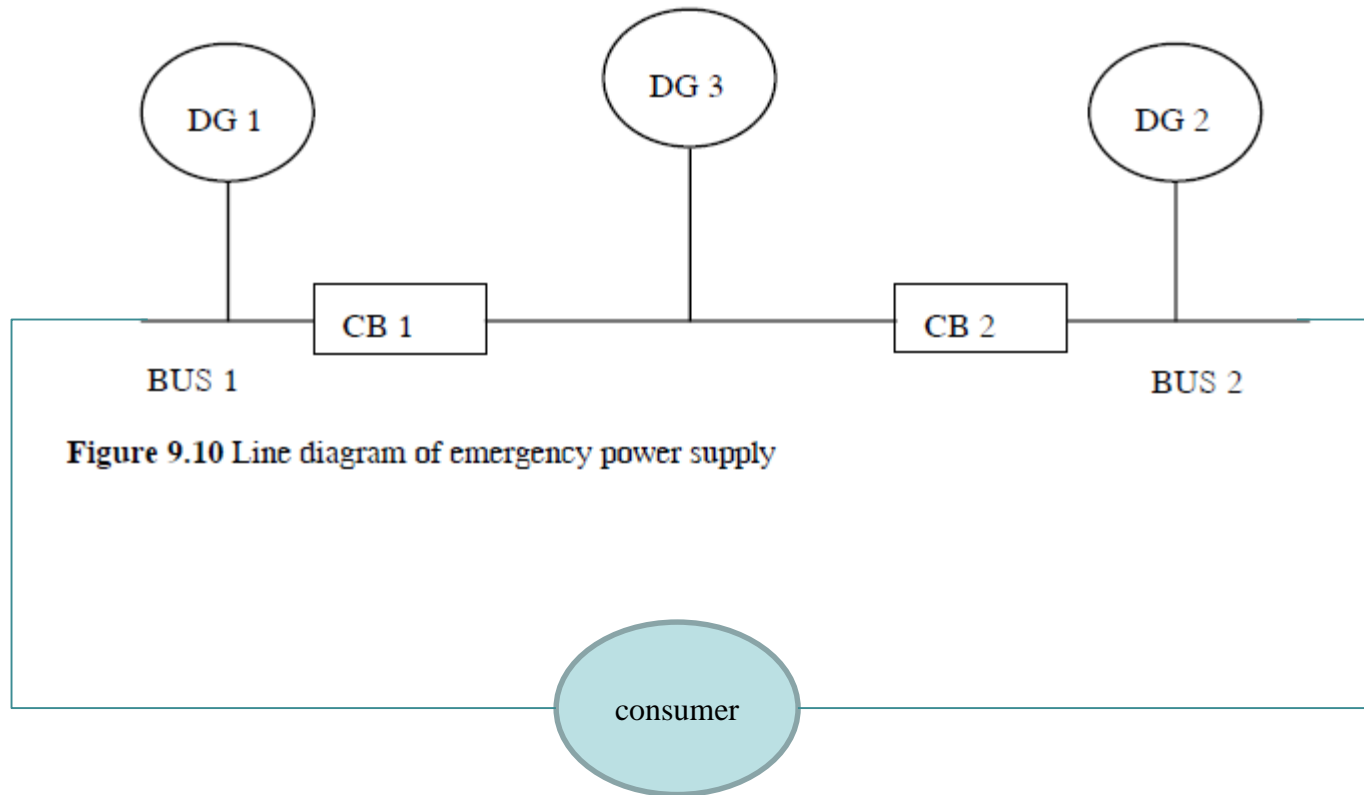 DG 1
DG 3
DG 2
CB 1
CB 2
BUS 1
BUS 2
Figure 9.10 Line diagram of emergency power supply
consumer